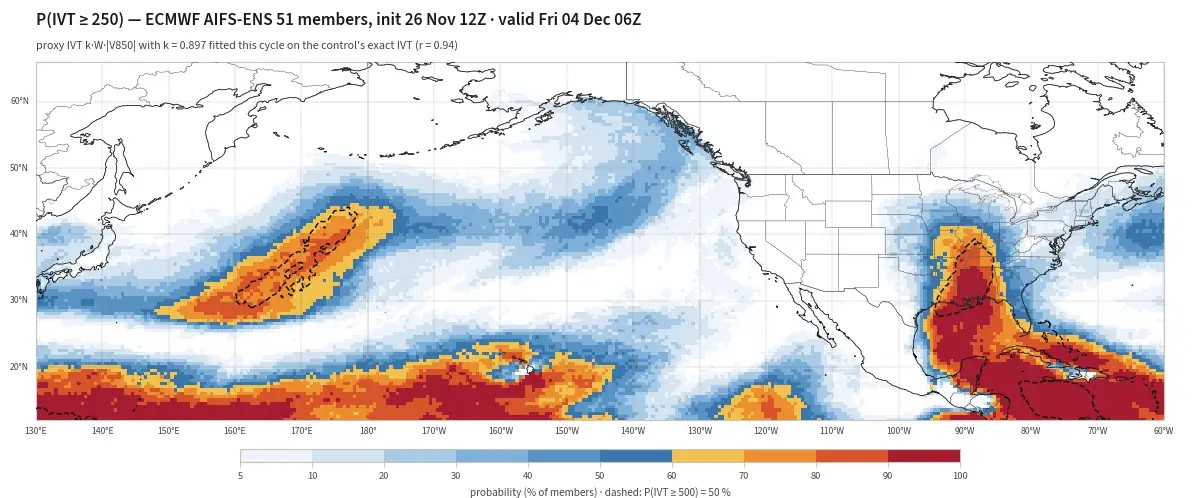 P(IVT ≥ 250) — ECMWF AIFS-ENS 51 members, init 26 Nov 12Z · valid Fri 04 Dec 06Z
proxy IVT k·W·|V850| with k = 0.897 fitted this cycle on the control's exact IVT (r = 0.94)
60°N
50°N
40°N
30°N
20°N
130°E 140°E 150°E 160°E 170°E 180° 170°W 160°W 150°W 140°W 130°W 120°W 110°W 100°W 90°W 80°W 70°W 60°W
5 10 20 30 40 50 60 70 80 90 100
probability (% of members) · dashed: P(IVT ≥ 500) = 50 %